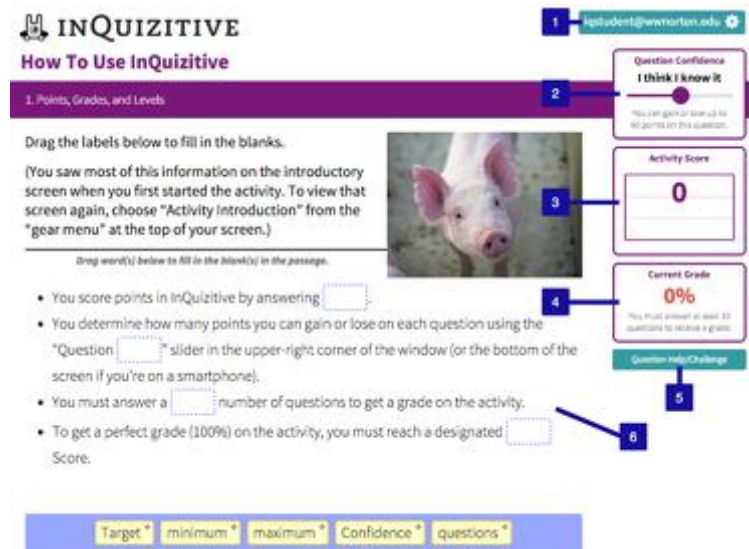 INQUIZITIVE
1
iqstudent@wwnorton.edu
How To Use InQuizitive
Question Confidence
I think I know it
2
You can gain or lose up to
50 points on this question.
1. Points, Grades, and Levels
Drag the labels below to fill in the blanks.
(You saw most of this information on the introductory
screen when you first started the activity. To view that
screen again, choose "Activity Introduction" from the
"gear menu" at the top of your screen.)
Drag word(s) below to fill in the blank(s) in the passage.
Activity Score
3
0
Current Grade
4
0%
You must answer at least 10
questions to receive a grade.
Question Help/Challenge
5
• You score points in InQuizitive by answering .
• You determine how many points you can gain or lose on each question using the
"Question " slider in the upper-right corner of the window (or the bottom of the
screen if you're on a smartphone).
• You must answer a number of questions to get a grade on the activity.
6
• To get a perfect grade (100%) on the activity, you must reach a designated
Score.
Target minimum maximum Confidence questions